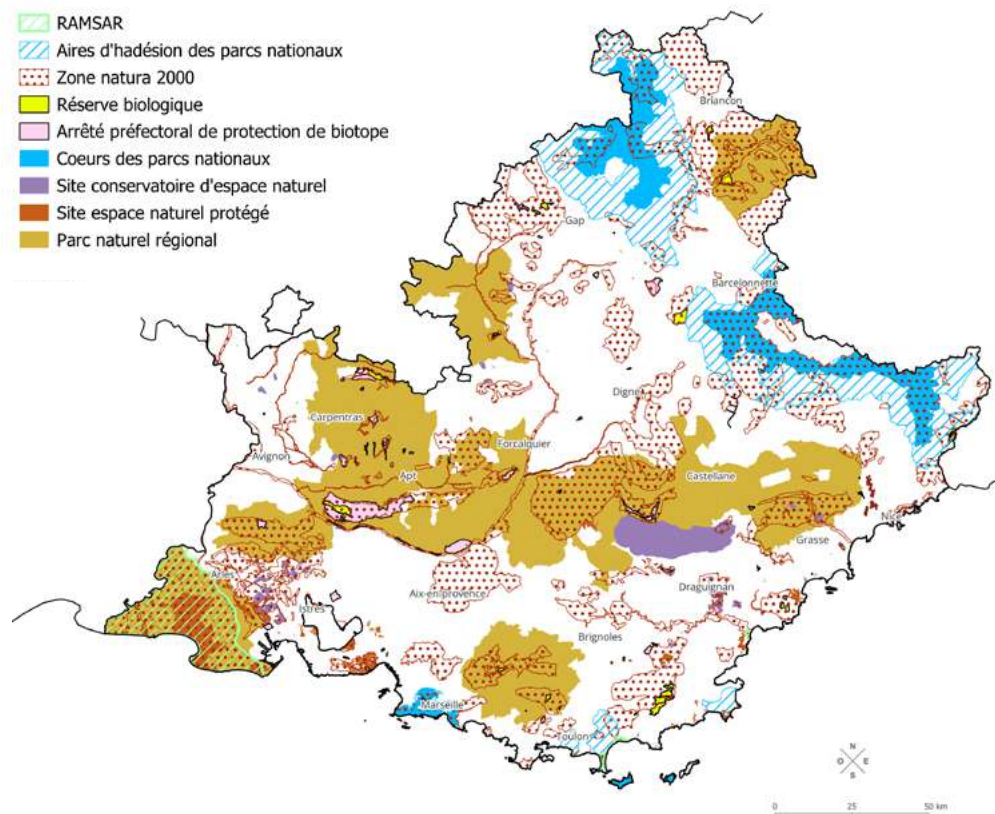 RAMSAR
Aires d'hadésion des parcs nationaux
Zone natura 2000
Réserve biologique
Arrêté préfectoral de protection de biotope
Coeurs des parcs nationaux
Site conservatoire d'espace naturel
Site espace naturel protégé
Parc naturel régional
Briancon
Gap
Barcelonnette
Digne
Carpentras
Forcalquier
Avignon
Apt
Castellane
Nice
Grasse
Arles
Aix-en-provence
Draguignan
Istres
Brignoles
Marseille
Toulon
N
O E
S
0 25 50 km